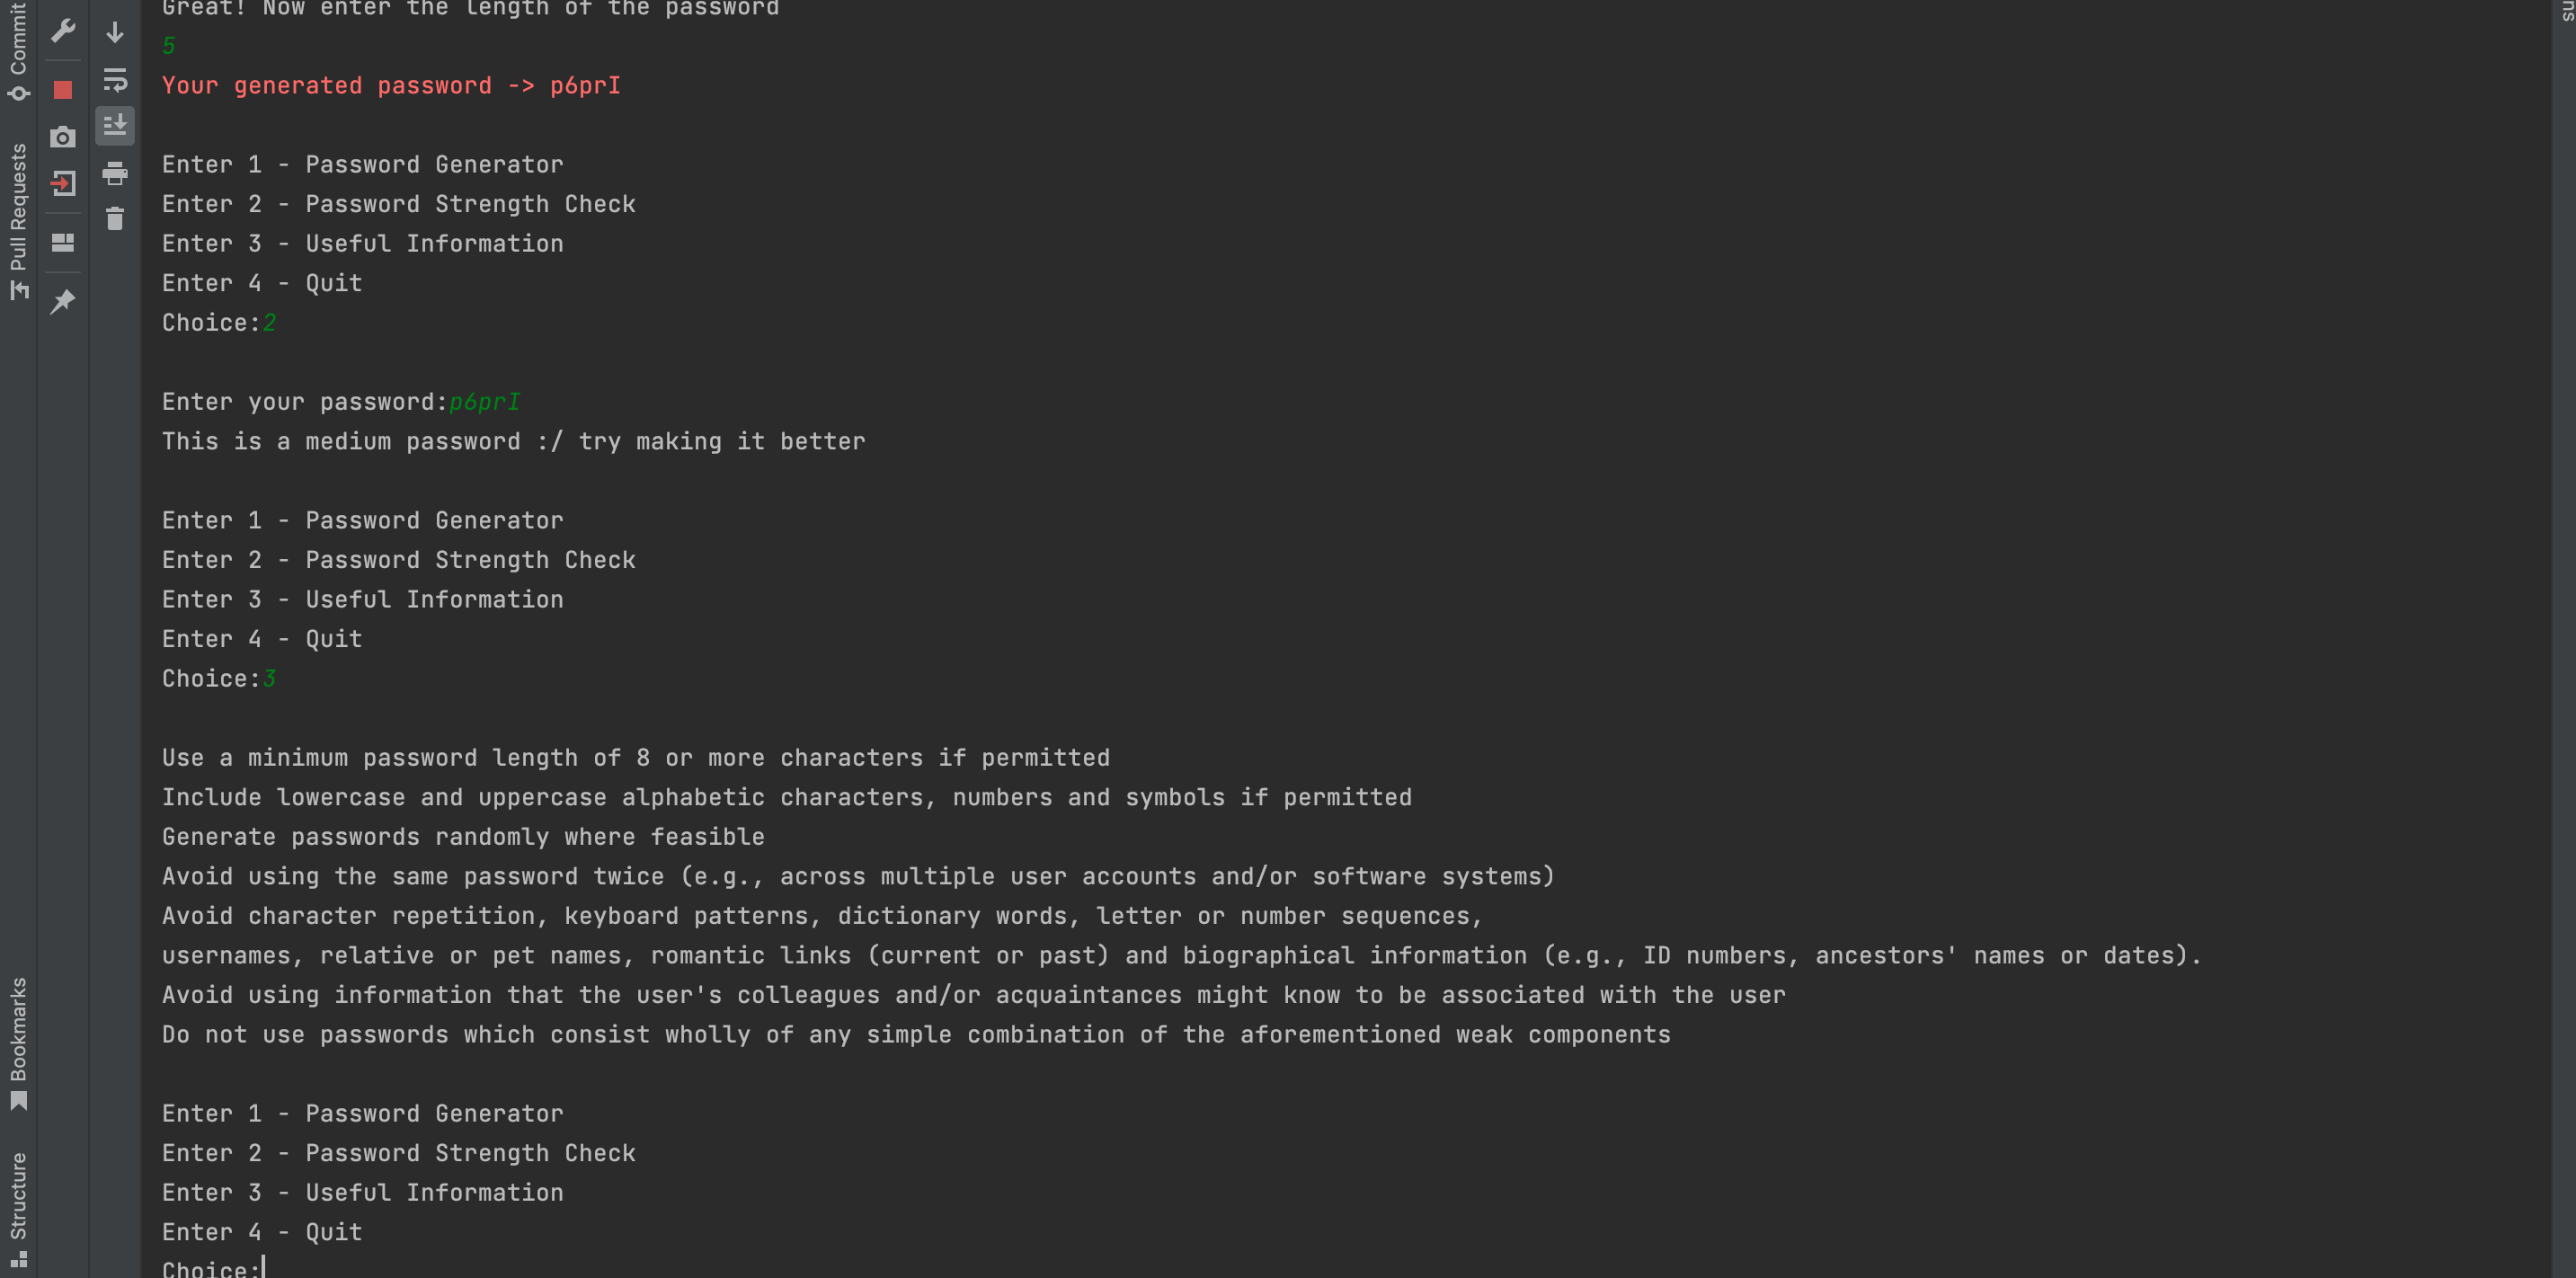 Great! Now enter the length of the password
5
Your generated password -> p6prI
Enter 1 - Password Generator
Enter 2 - Password Strength Check
Enter 3 - Useful Information
Enter 4 - Quit
Choice:2
Enter your password:p6prI
This is a medium password :/ try making it better
Enter 1 - Password Generator
Enter 2 - Password Strength Check
Enter 3 - Useful Information
Enter 4 - Quit
Choice:3
Use a minimum password length of 8 or more characters if permitted
Include lowercase and uppercase alphabetic characters, numbers and symbols if permitted
Generate passwords randomly where feasible
Avoid using the same password twice (e.g., across multiple user accounts and/or software systems)
Avoid character repetition, keyboard patterns, dictionary words, letter or number sequences,
usernames, relative or pet names, romantic links (current or past) and biographical information (e.g., ID numbers, ancestors' names or dates).
Avoid using information that the user's colleagues and/or acquaintances might know to be associated with the user
Do not use passwords which consist wholly of any simple combination of the aforementioned weak components
Enter 1 - Password Generator
Enter 2 - Password Strength Check
Enter 3 - Useful Information
Enter 4 - Quit
Choice:
Commit
Pull Requests
Bookmarks
Structure